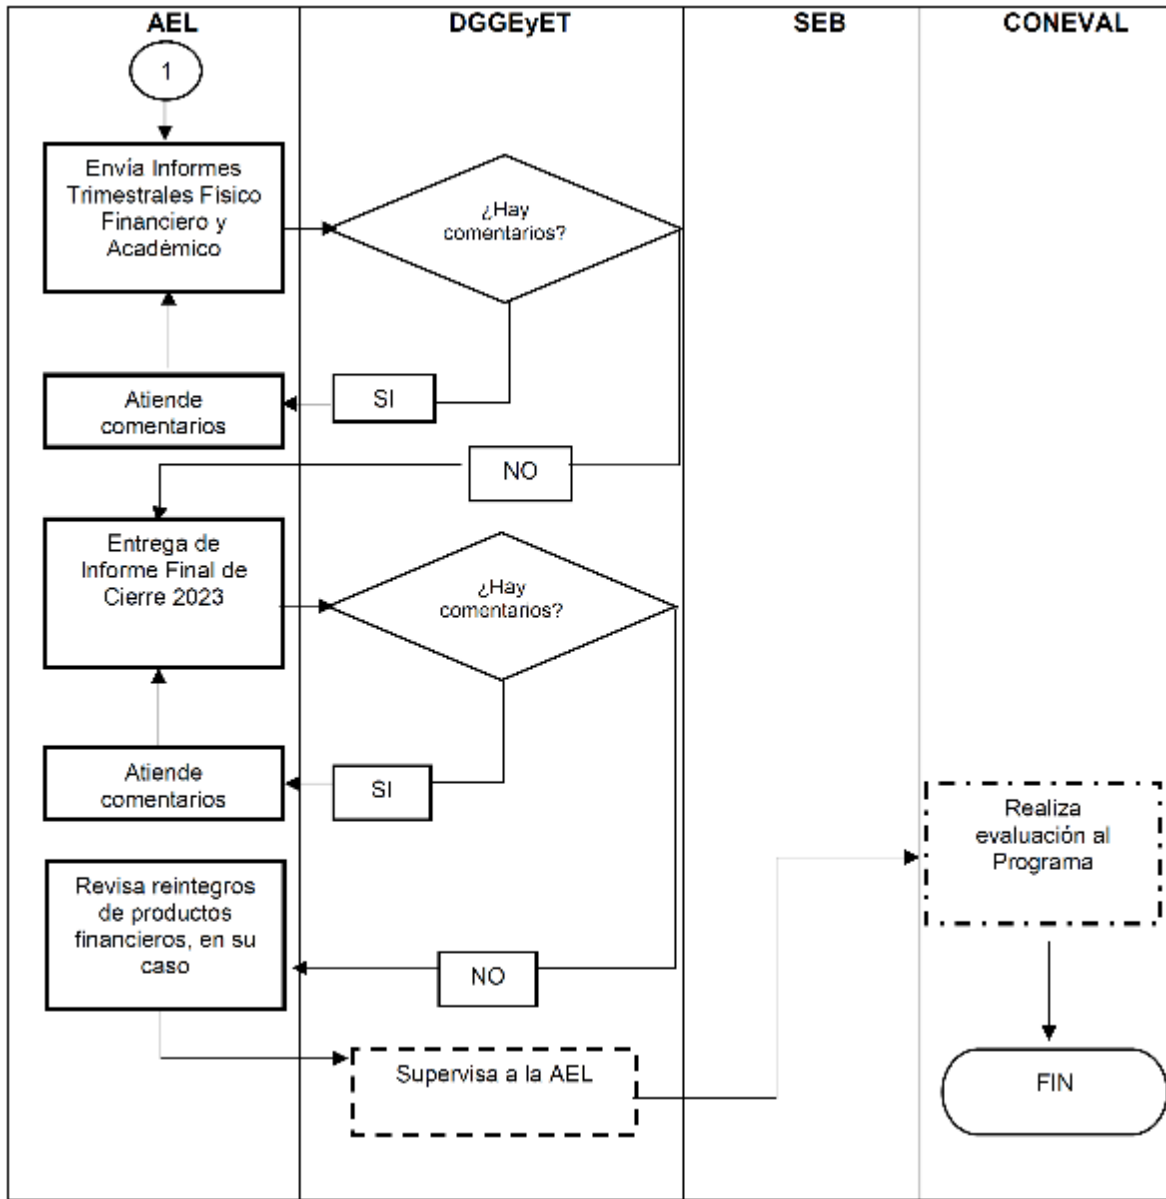 AEL
DGGEyET
SEB
CONEVAL
1
Envía Informes
Trimestrales Físico
Financiero y
Académico
¿Hay
comentarios?
SI
Atiende
comentarios
NO
Entrega de
Informe Final de
Cierre 2023
¿Hay
comentarios?
SI
Atiende
comentarios
Realiza
evaluación al
Programa
Revisa reintegros
de productos
financieros, en su
caso
NO
Supervisa a la AEL
FIN